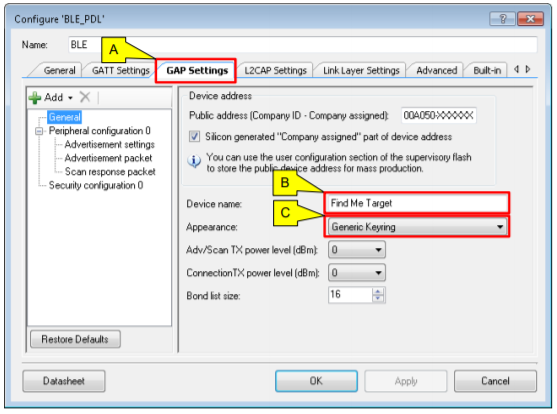 Configure 'BLE_PDL'
Name: BLE
A
General GATT Settings GAP Settings L2CAP Settings Link Layer Settings Advanced Built-in
Add
General
Peripheral configuration 0
Advertisement settings
Advertisement packet
Scan response packet
Security configuration 0
Restore Defaults
Device address
Public address (Company ID - Company assigned): 00A050-XXXXXX
Silicon generated "Company assigned" part of device address
You can use the user configuration section of the supervisory flash
to store the public device address for mass production.
B
Device name: Find Me Target
C
Appearance: Generic Keyring
Adv/Scan TX power level (dBm): 0
ConnectionTX power level (dBm): 0
Bond list size: 16
Datasheet OK Apply Cancel